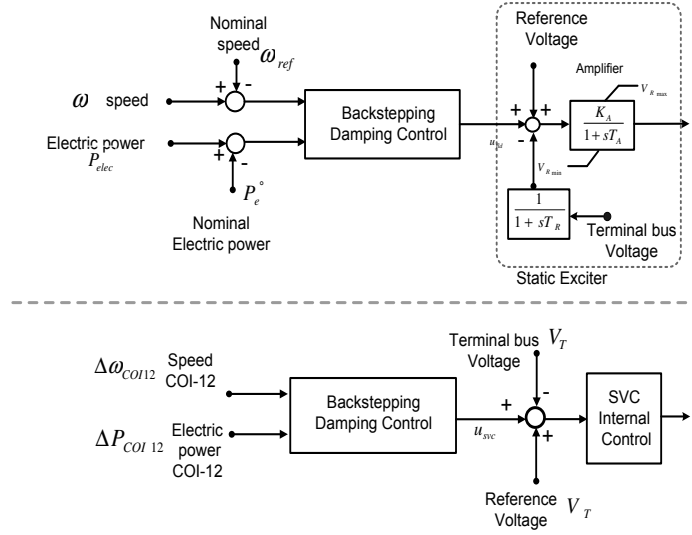 Nominal
speed
ω ref
+ -
ω speed
Electric power
P elec
+ -
P e °
Nominal
Electric power
Backstepping
Damping Control
Reference
Voltage
+ +
-
Amplifier
V R max
K A
1 + sT A
V R min
1
1 + sT R
Terminal bus
Voltage
Static Exciter
Δω COI 12 Speed
COI-12
ΔP COI 12 Electric
power
COI-12
Backstepping
Damping Control
u svc
Terminal bus V T
Voltage
+ -
+
Reference V T
Voltage
SVC
Internal
Control